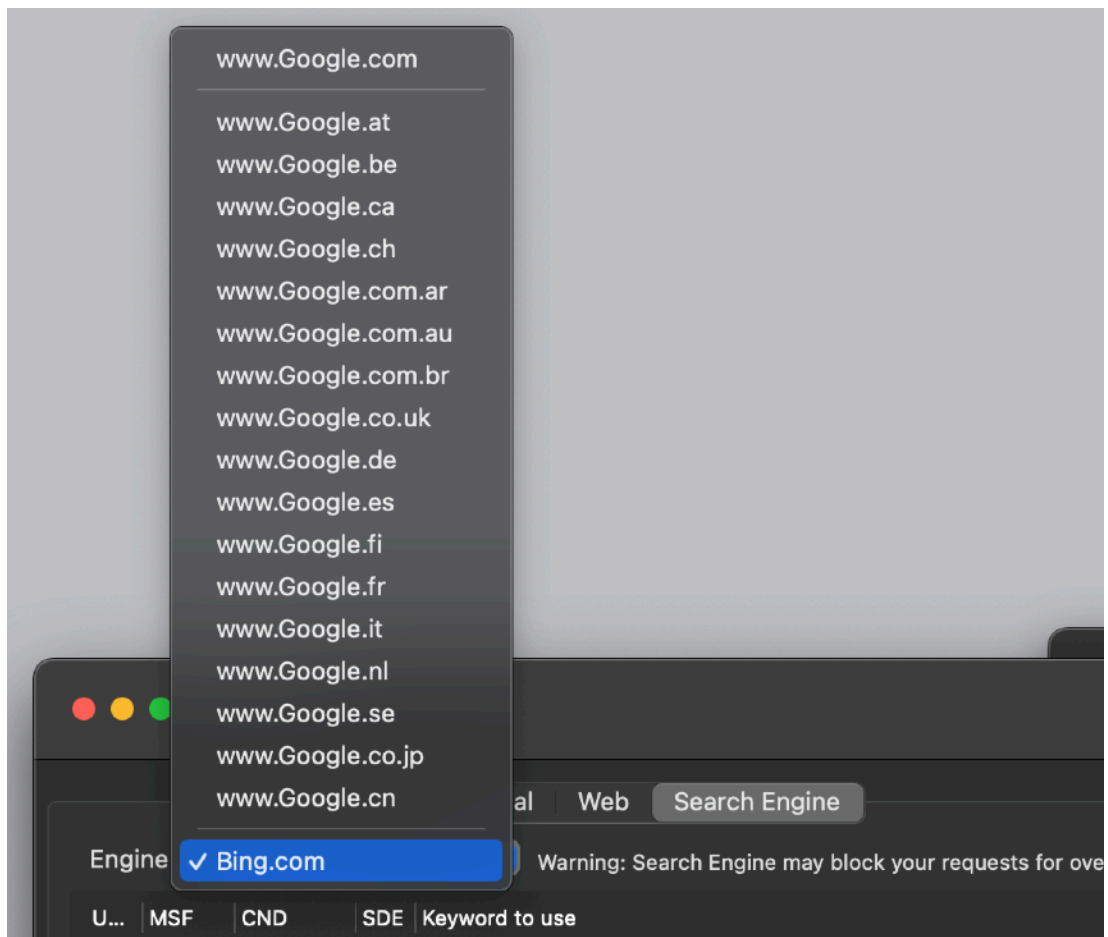 www.Google.com
www.Google.at
www.Google.be
www.Google.ca
www.Google.ch
www.Google.com.ar
www.Google.com.au
www.Google.com.br
www.Google.co.uk
www.Google.de
www.Google.es
www.Google.fi
www.Google.fr
www.Google.it
www.Google.nl
www.Google.se
www.Google.co.jp
www.Google.cn
al Web Search Engine
Engine ✓ Bing.com Warning: Search Engine may block your requests for ove
U... MSF CND SDE Keyword to use